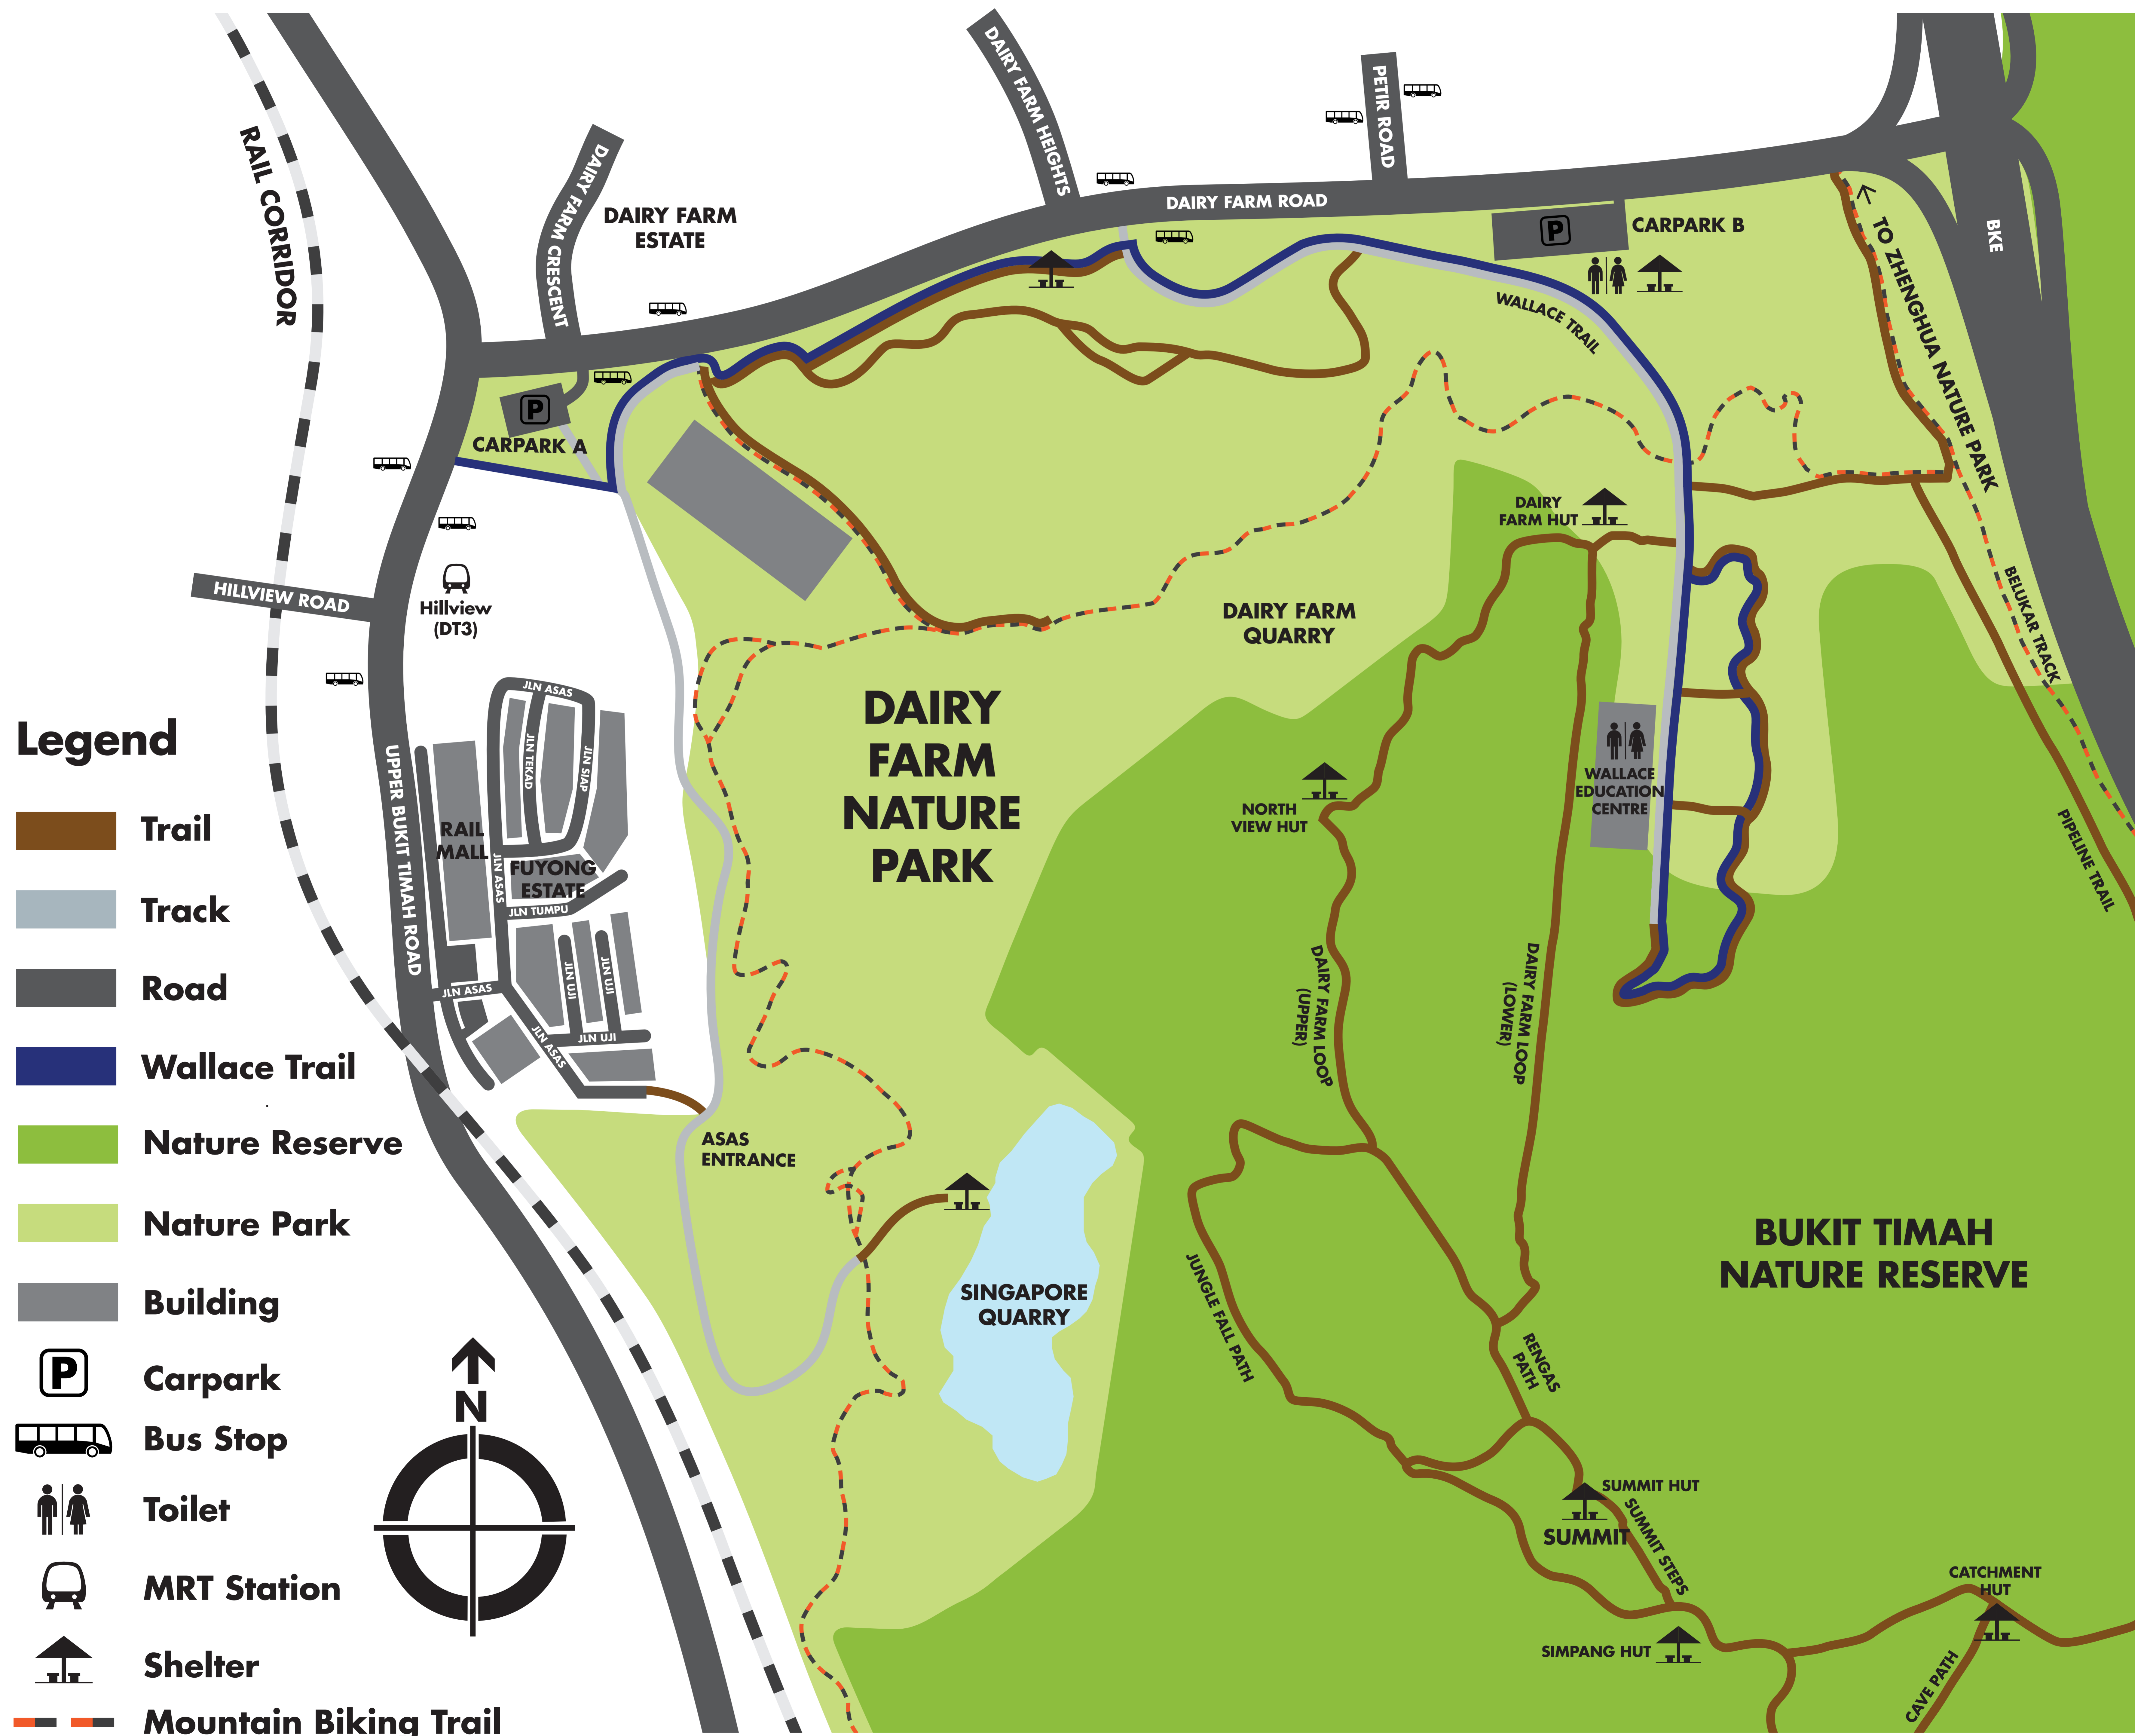 DAIRY FARM HEIGHTS
PETIR ROAD
RAIL CORRIDOR
DAIRY FARM CRESCENT
DAIRY FARM
ESTATE
DAIRY FARM ROAD
P
CARPARK B
BKE
TO ZHENGHUA NATURE PARK
WALLACE TRAIL
P
CARPARK A
DAIRY
FARM HUT
HILLVIEW ROAD
Hillview
(DT3)
DAIRY FARM
QUARRY
BELUKAR TRACK
DAIRY
FARM
NATURE
PARK
JLN ASAS
JLN TEKAD
JLN SIAP
UPPER BUKIT TIMAH ROAD
RAIL
MALL
JLN ASAS
FUYONG
ESTATE
JLN TUMPU
JLN UJI
JLN UJI
JLN ASAS
JLN ASAS
JLN UJI
NORTH
VIEW HUT
WALLACE
EDUCATION
CENTRE
PIPELINE TRAIL
DAIRY FARM LOOP
(UPPER)
DAIRY FARM LOOP
(LOWER)
ASAS
ENTRANCE
SINGAPORE
QUARRY
JUNGLE FALL PATH
BUKIT TIMAH
NATURE RESERVE
RENGAS
PATH
SUMMIT HUT
SUMMIT
SUMMIT STEPS
CATCHMENT
HUT
SIMPANG HUT
CAVE PATH
Legend
Trail
Track
Road
Wallace Trail
Nature Reserve
Nature Park
Building
P
Carpark
Bus Stop
Toilet
MRT Station
Shelter
Mountain Biking Trail
N